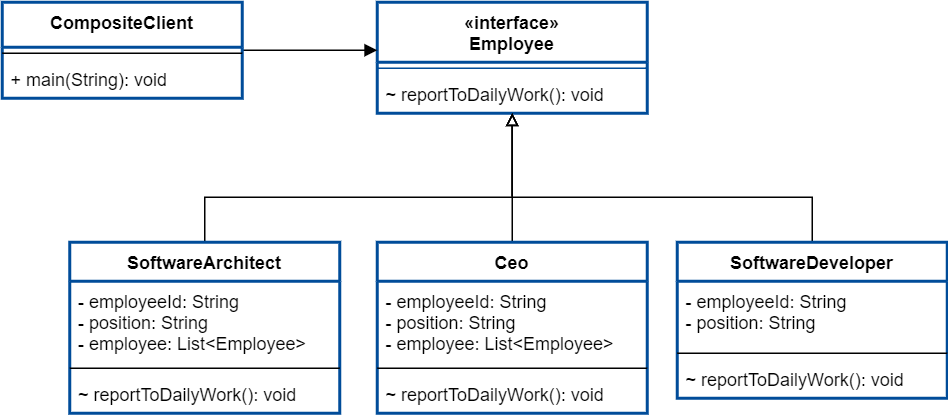 CompositeClient
+ main(String): void
«interface»
Employee
~ reportToDailyWork(): void
SoftwareArchitect
- employeeId: String
- position: String
- employee: List<Employee>
~ reportToDailyWork(): void
Ceo
- employeeId: String
- position: String
- employee: List<Employee>
~ reportToDailyWork(): void
SoftwareDeveloper
- employeeId: String
- position: String
~ reportToDailyWork(): void